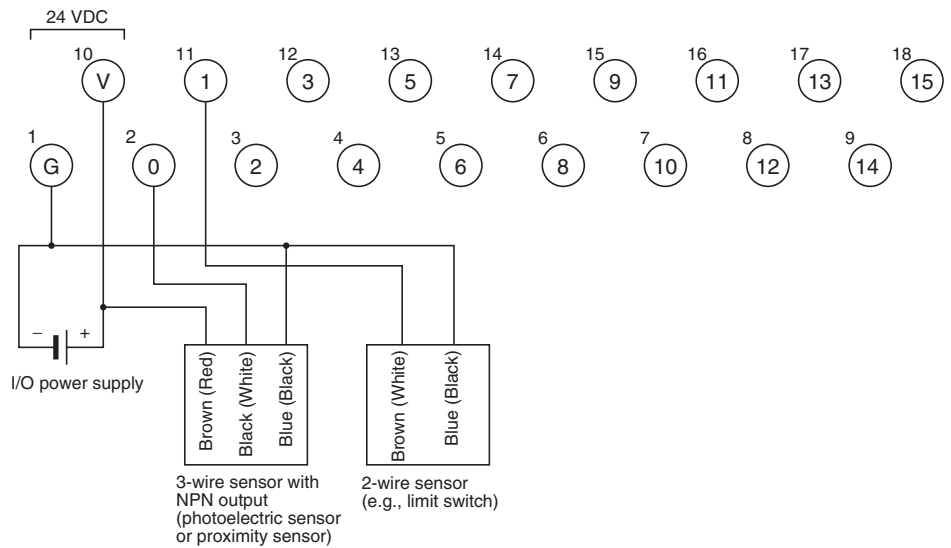 24 VDC
10 11 12 13 14 15 16 17 18
V 1 3 5 7 9 11 13 15
1 2 3 4 5 6 7 8 9
G 0 2 4 6 8 10 12 14
− +
I/O power supply
Brown (Red)
Black (White)
Blue (Black)
Brown (White)
Blue (Black)
3-wire sensor with
NPN output
(photoelectric sensor
or proximity sensor)
2-wire sensor
(e.g., limit switch)